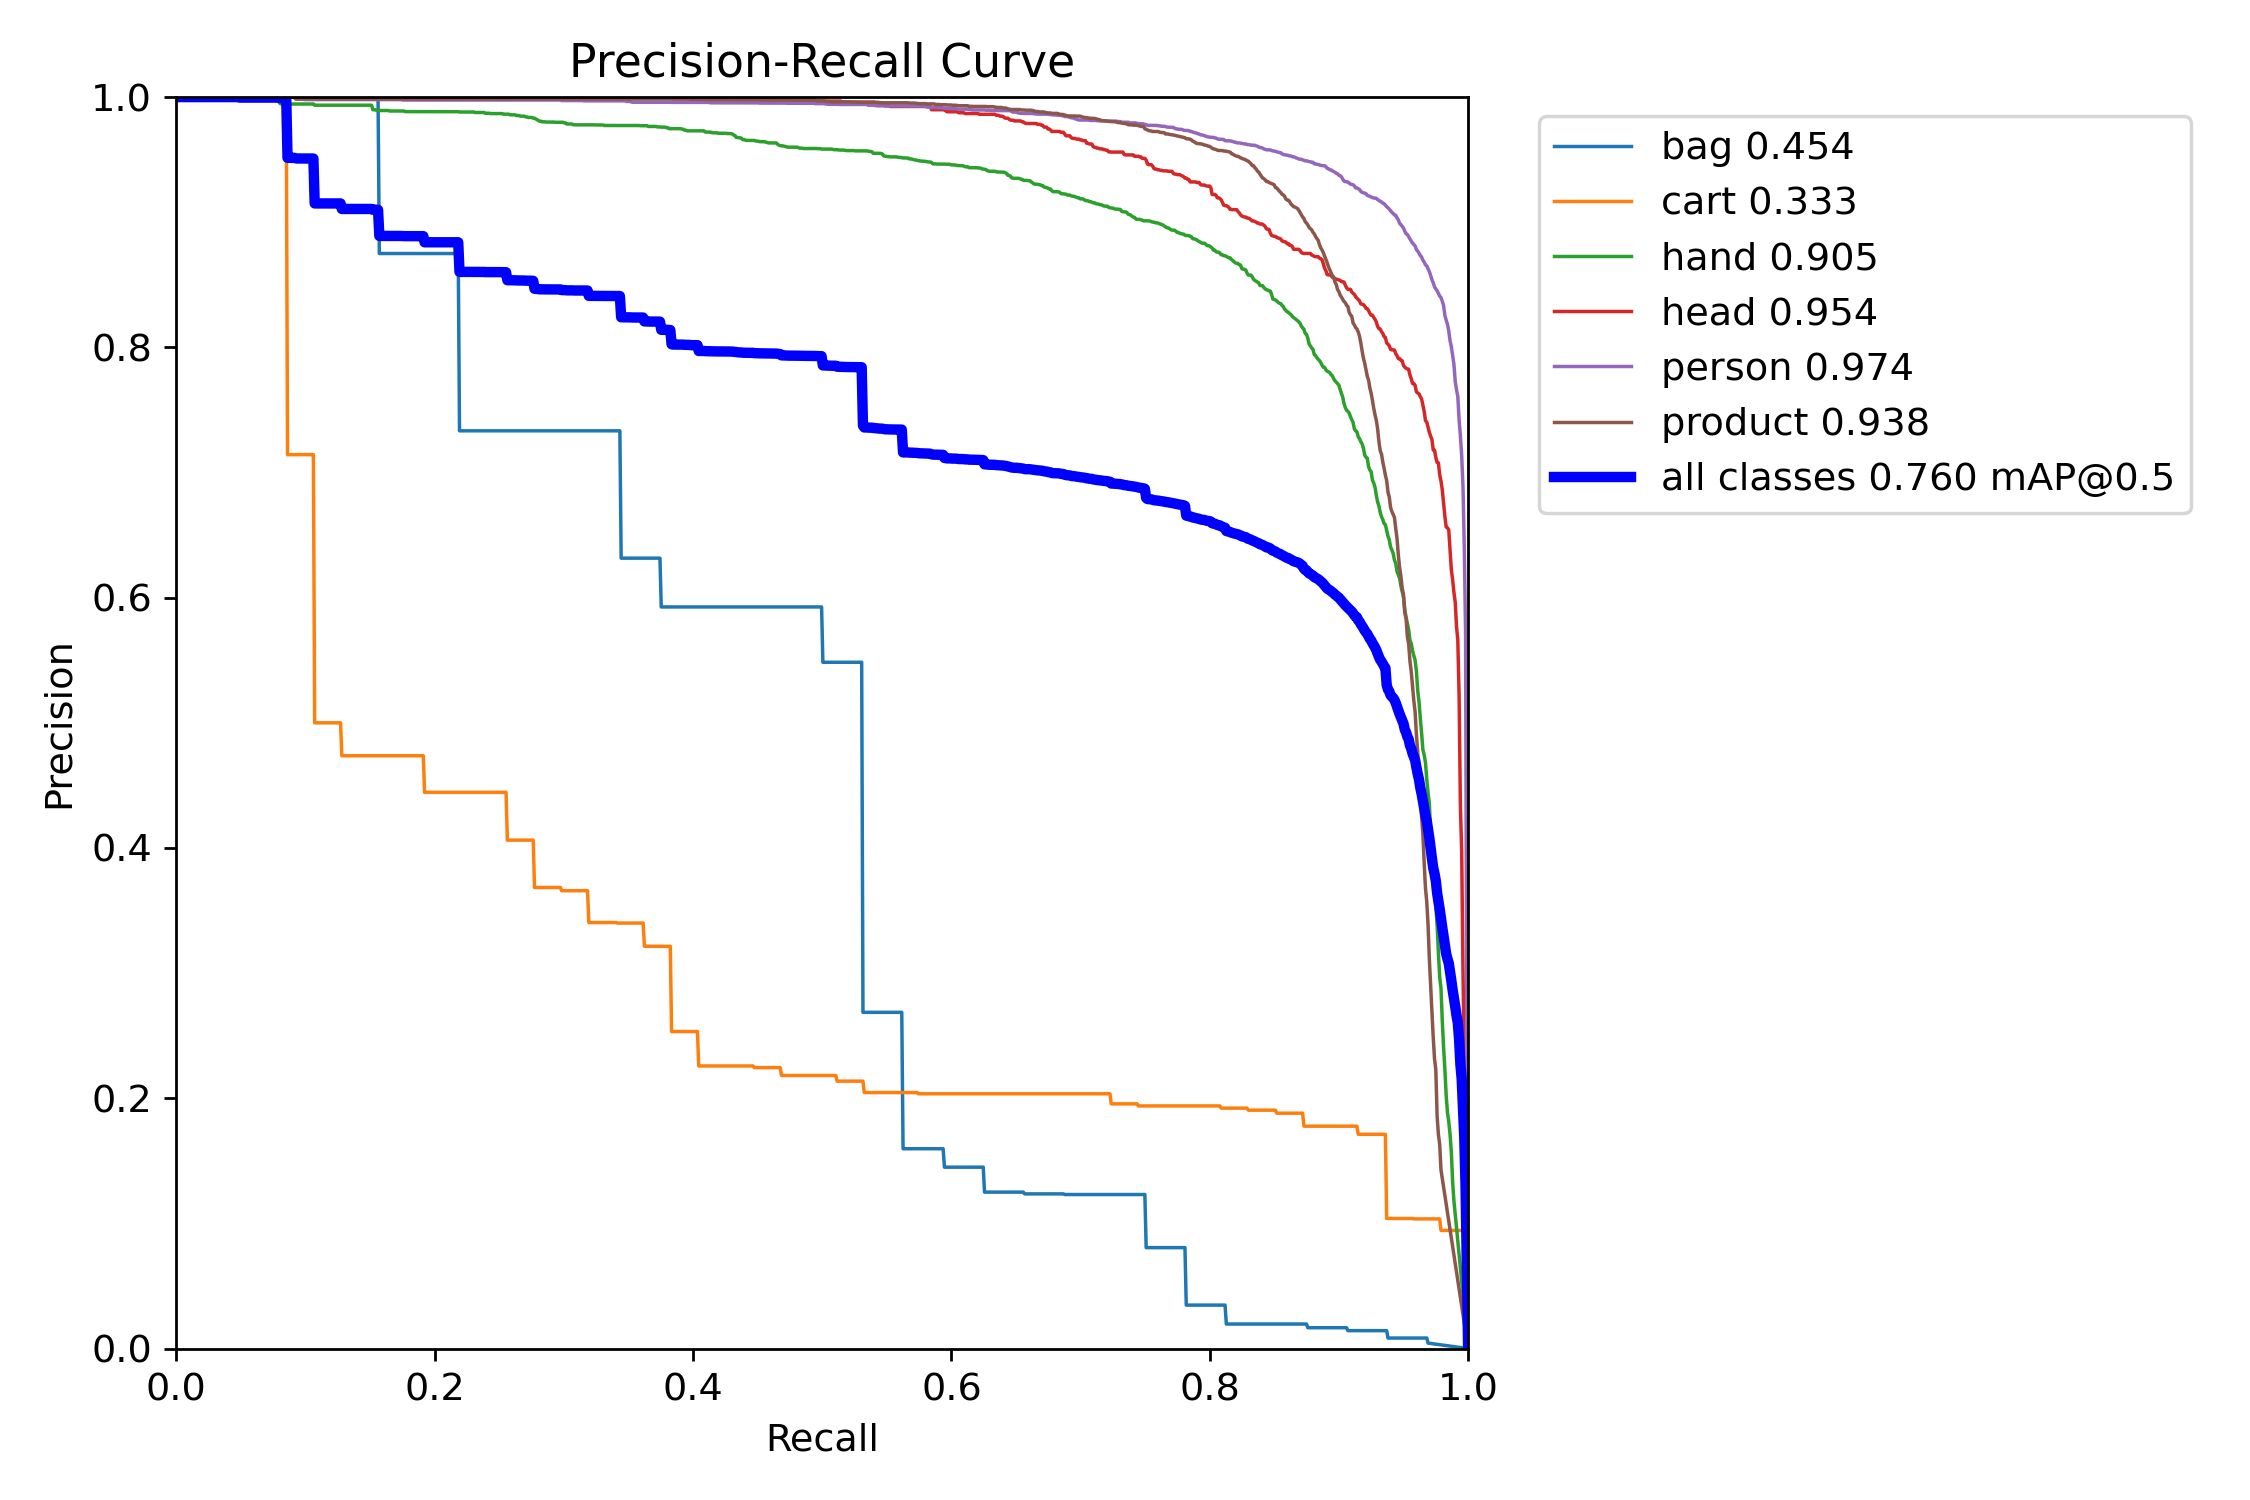 Precision-Recall Curve
1.0
0.8
0.6
0.4
0.2
0.0
Precision
0.0 0.2 0.4 0.6 0.8 1.0
Recall
bag 0.454
cart 0.333
hand 0.905
head 0.954
person 0.974
product 0.938
all classes 0.760 mAP@0.5